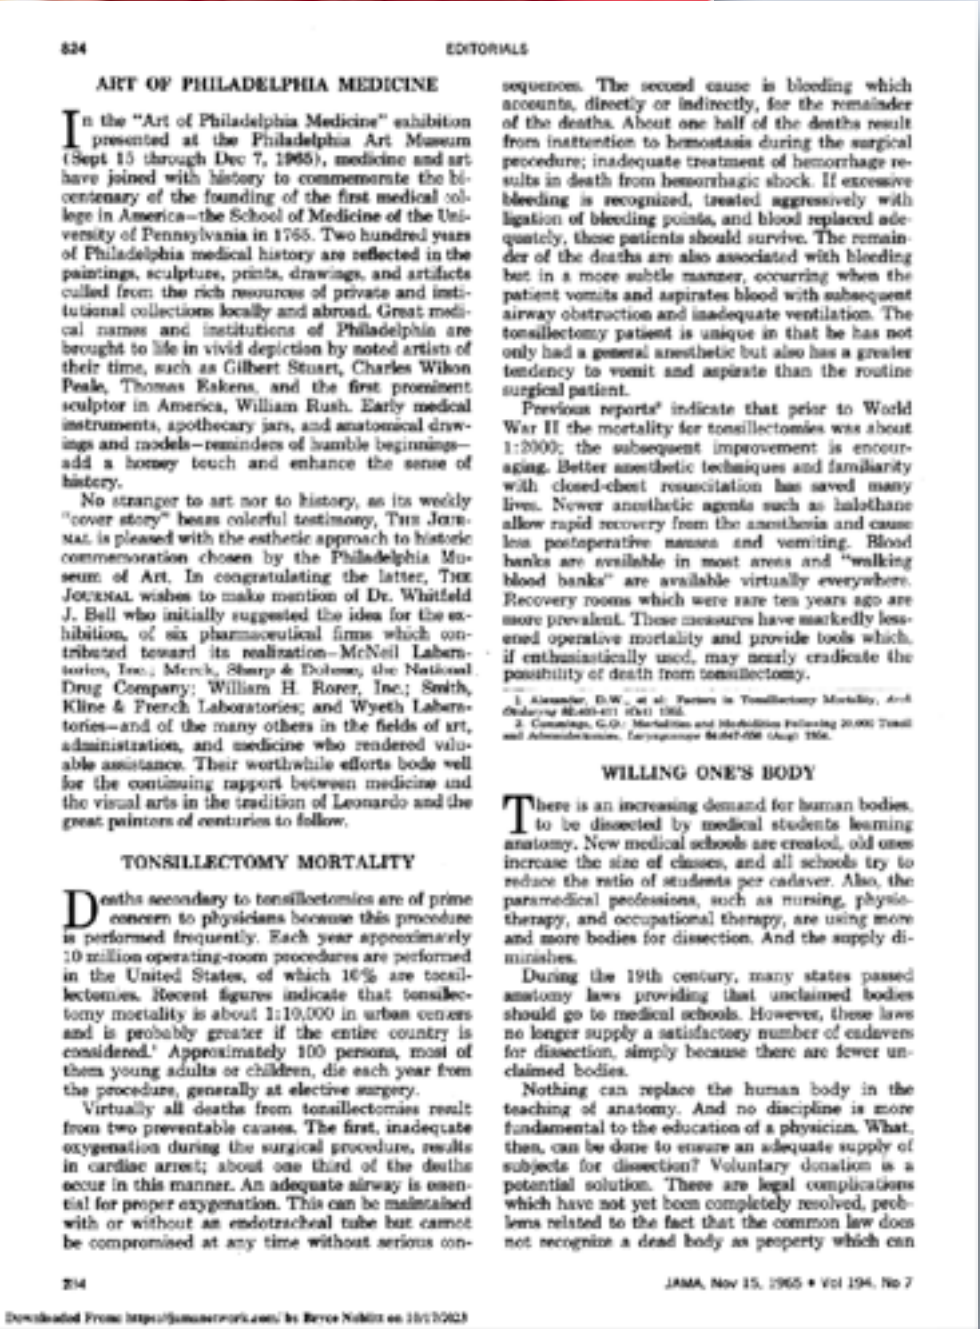 824
EDITORIALS
ART OF PHILADELPHIA MEDICINE
In the "Art of Philadelphia Medicine" exhibition
presented at the Philadelphia Art Museum
(Sept 15 through Dec 7, 1965), medicine and art
have joined with history to commemorate the bi-
centenary of the founding of the first medical col-
lege in America—the School of Medicine of the Uni-
versity of Pennsylvania in 1765. Two hundred years
of Philadelphia medical history are reflected in the
paintings, sculpture, prints, drawings, and artifacts
culled from the rich resources of private and insti-
tutional collections locally and abroad. Great medi-
cal names and institutions of Philadelphia are
brought to life in vivid depiction by noted artists of
their time, such as Gilbert Stuart, Charles Wilson
Peale, Thomas Eakens, and the first prominent
sculptor in America, William Rush. Early medical
instruments, apothecary jars, and anatomical draw-
ings and models—reminders of humble beginnings—
add a homey touch and enhance the sense of
history.
No stranger to art nor to history, as its weekly
"cover story" bears colorful testimony, THE JOUR-
NAL is pleased with the esthetic approach to historic
commemoration chosen by the Philadelphia Mu-
seum of Art. In congratulating the latter, THE
JOURNAL wishes to make mention of Dr. Whitfield
J. Bell who initially suggested the idea for the ex-
hibition, of six pharmaceutical firms which con-
tributed toward its realization—McNeil Labora-
tories, Inc.; Merck, Sharp & Dohme, the National
Drug Company; William H. Rorer, Inc.; Smith,
Kline & French Laboratories; and Wyeth Labora-
tories—and of the many others in the fields of art,
administration, and medicine who rendered valu-
able assistance. Their worthwhile efforts bode well
for the continuing rapport between medicine and
the visual arts in the tradition of Leonardo and the
great painters of centuries to follow.
TONSILLECTOMY MORTALITY
Deaths secondary to tonsillectomies are of prime
concern to physicians because this procedure
is performed frequently. Each year approximately
10 million operating-room procedures are performed
in the United States, of which 10% are tonsil-
lectomies. Recent figures indicate that tonsillec-
tomy mortality is about 1:10,000 in urban centers
and is probably greater if the entire country is
considered.¹ Approximately 100 persons, most of
them young adults or children, die each year from
the procedure, generally at elective surgery.
Virtually all deaths from tonsillectomies result
from two preventable causes. The first, inadequate
oxygenation during the surgical procedure, results
in cardiac arrest; about one third of the deaths
occur in this manner. An adequate airway is essen-
tial for proper oxygenation. This can be maintained
with or without an endotracheal tube but cannot
be compromised at any time without serious con-
sequences. The second cause is bleeding which
accounts, directly or indirectly, for the remainder
of the deaths. About one half of the deaths result
from inattention to hemostasis during the surgical
procedure; inadequate treatment of hemorrhage re-
sults in death from hemorrhagic shock. If excessive
bleeding is recognized, treated aggressively with
ligation of bleeding points, and blood replaced ade-
quately, these patients should survive. The remain-
der of the deaths are also associated with bleeding
but in a more subtle manner, occurring when the
patient vomits and aspirates blood with subsequent
airway obstruction and inadequate ventilation. The
tonsillectomy patient is unique in that he has not
only had a general anesthetic but also has a greater
tendency to vomit and aspirate than the routine
surgical patient.
Previous reports² indicate that prior to World
War II the mortality for tonsillectomies was about
1:2000; the subsequent improvement is encour-
aging. Better anesthetic techniques and familiarity
with closed-chest resuscitation has saved many
lives. Newer anesthetic agents such as halothane
allow rapid recovery from the anesthesia and cause
less postoperative nausea and vomiting. Blood
banks are available in most areas and "walking
blood banks" are available virtually everywhere.
Recovery rooms which were rare ten years ago are
more prevalent. These measures have markedly less-
ened operative mortality and provide tools which,
if enthusiastically used, may nearly eradicate the
possibility of death from tonsillectomy.
1. Alexander, D.W., et al: Factors in Tonsillectomy Mortality, Arch
(Oct) 1965.
2. Cummings, G.O.: Mortalities and Morbidities Following 20,000 Tonsil
and Adenoidectomies, Laryngoscope (Aug) 1954.
WILLING ONE'S BODY
There is an increasing demand for human bodies,
to be dissected by medical students learning
anatomy. New medical schools are created, old ones
increase the size of classes, and all schools try to
reduce the ratio of students per cadaver. Also, the
paramedical professions, such as nursing, physio-
therapy, and occupational therapy, are using more
and more bodies for dissection. And the supply di-
minishes.
During the 19th century, many states passed
anatomy laws providing that unclaimed bodies
should go to medical schools. However, these laws
no longer supply a satisfactory number of cadavers
for dissection, simply because there are fewer un-
claimed bodies.
Nothing can replace the human body in the
teaching of anatomy. And no discipline is more
fundamental to the education of a physician. What,
then, can be done to ensure an adequate supply of
subjects for dissection? Voluntary donation is a
potential solution. There are legal complications
which have not yet been completely resolved, prob-
lems related to the fact that the common law does
not recognize a dead body as property which can
JAMA, Nov 15, 1965 • Vol 194, No 7
Downloaded From: https://jamanetwork.com/ by Bryce Noblitt on 10/17/2023